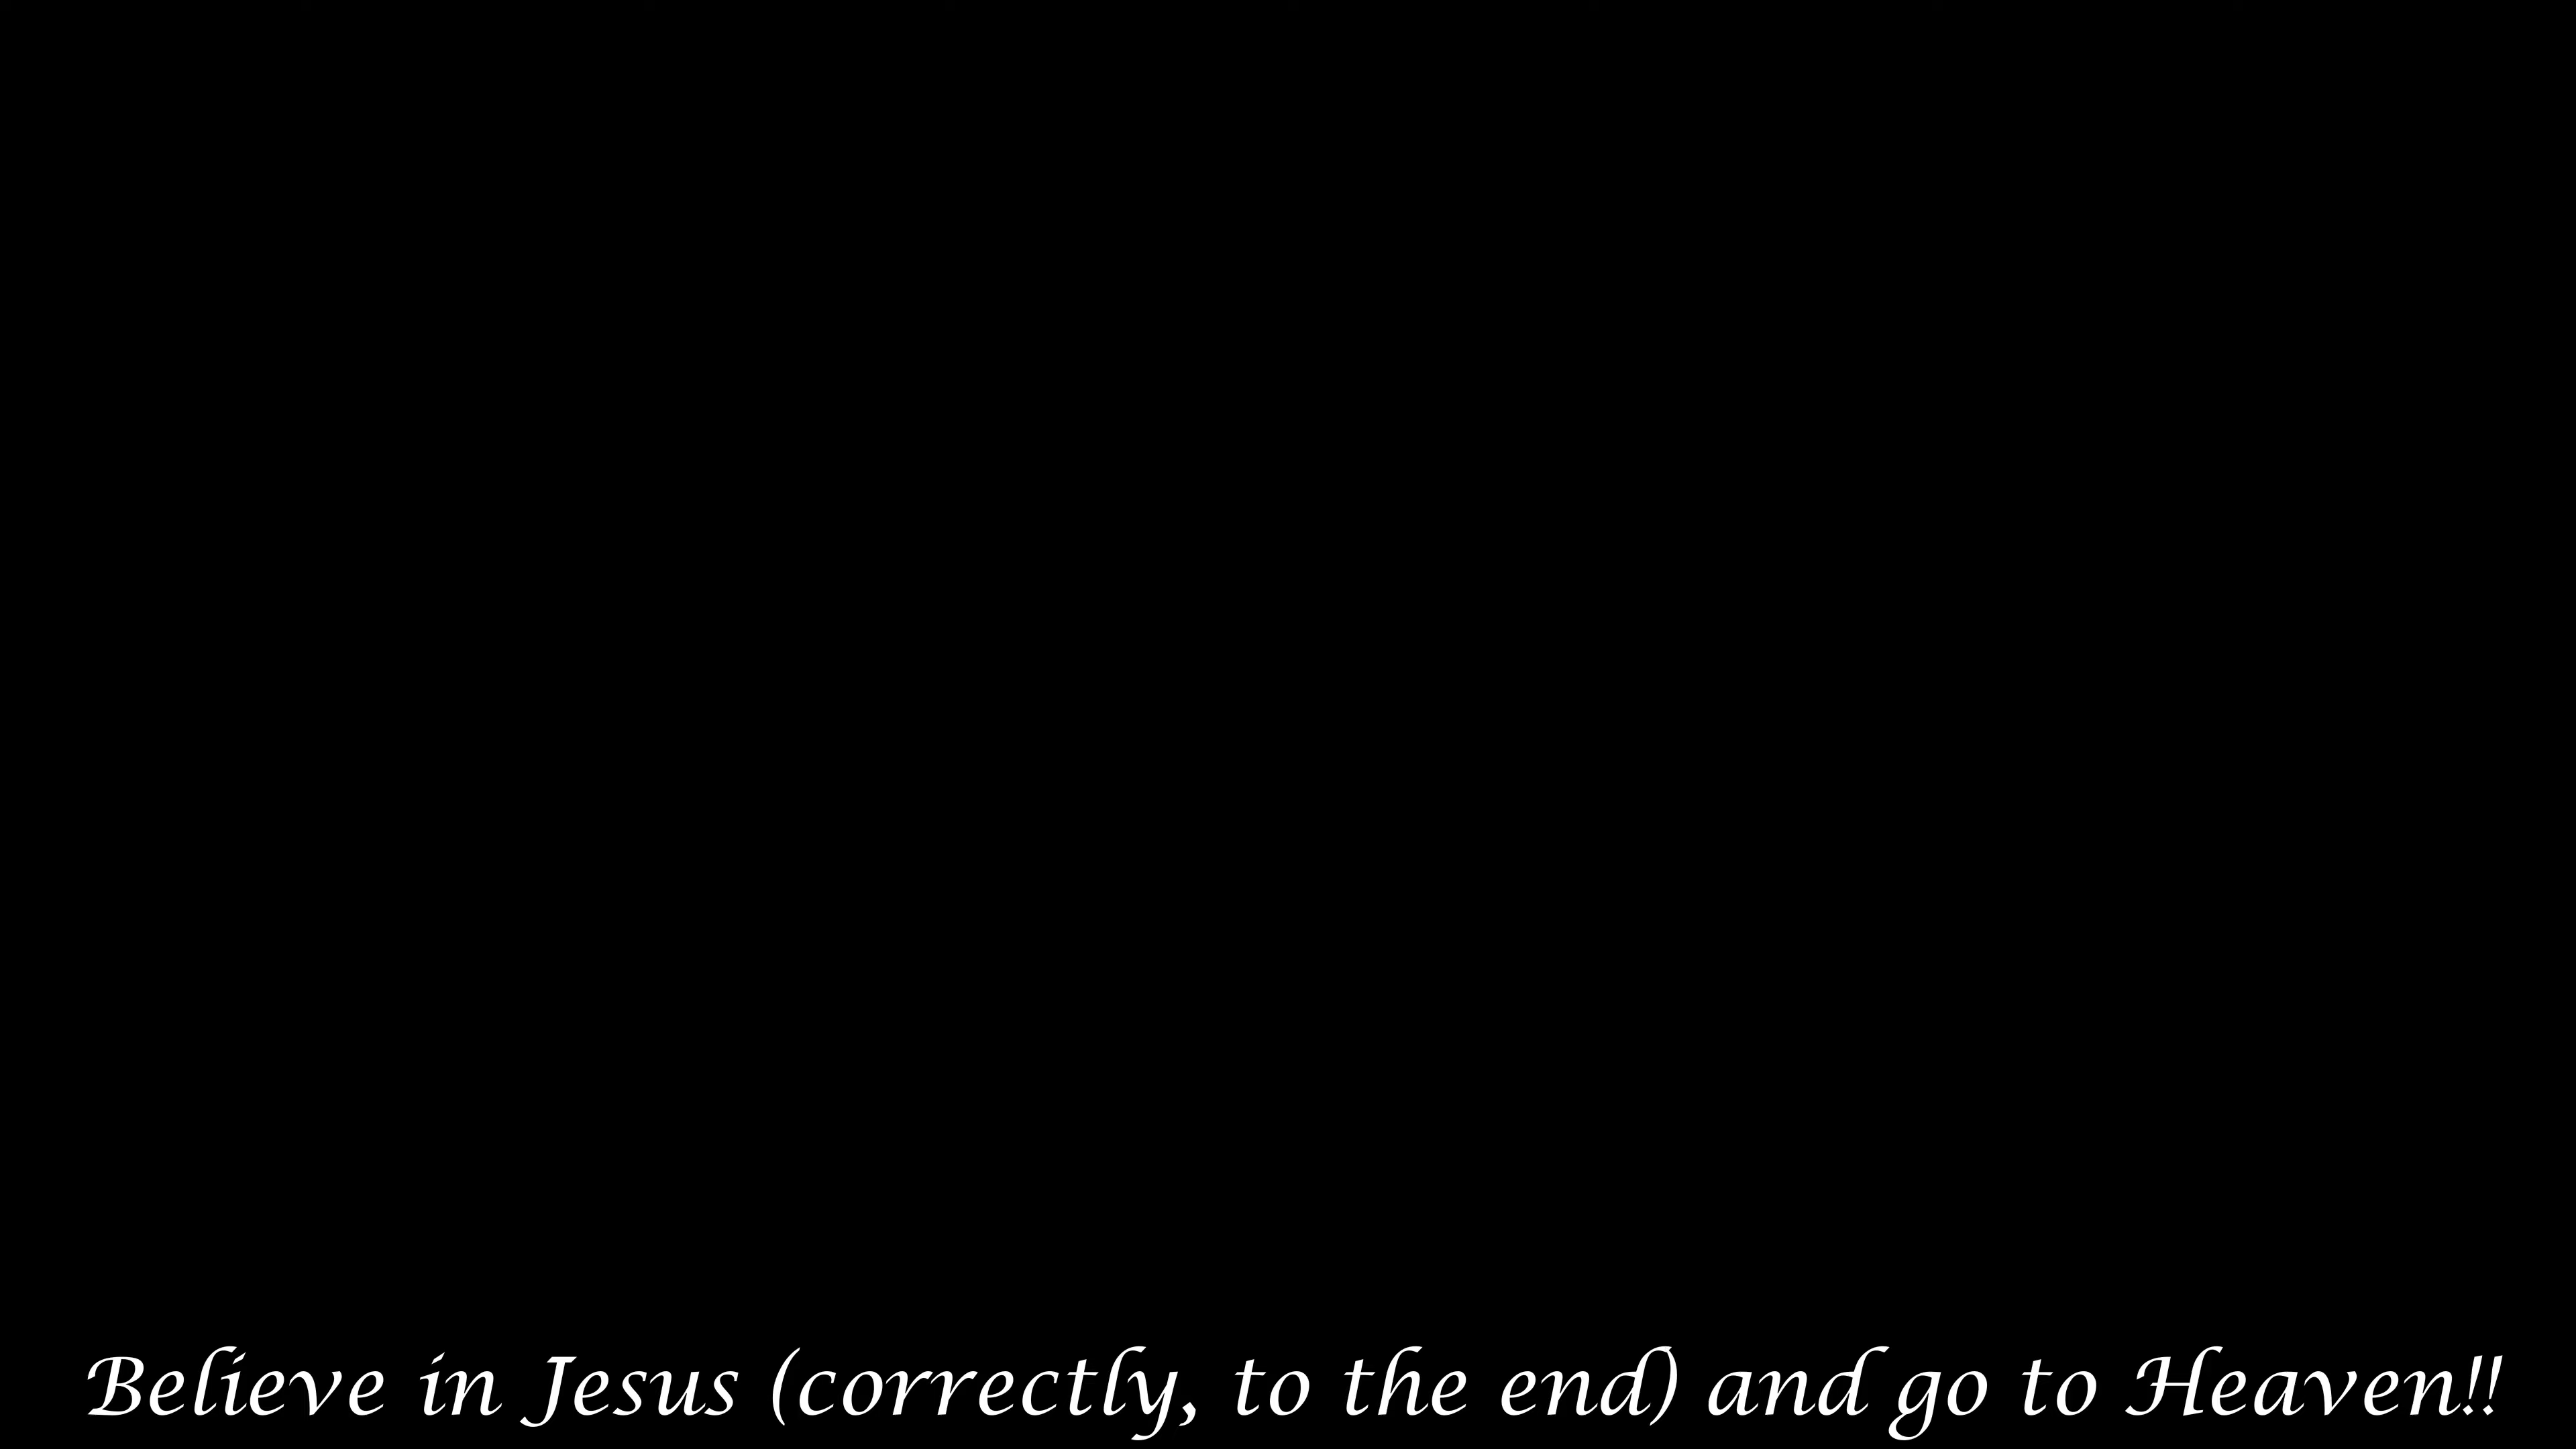 Believe in Jesus (correctly, to the end) and go to Heaven!!